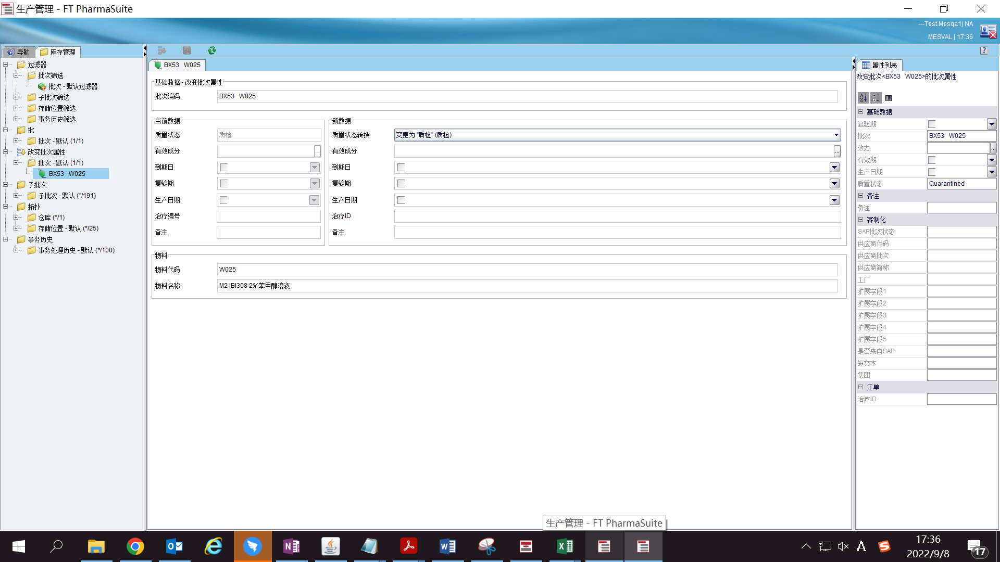 生产管理 - FT PharmaSuite
---Test.Mesqa1| NA
MESVAL | 17:36
导航
库存管理
过滤器
批次筛选
批次 - 默认过滤器
子批次筛选
存储位置筛选
事务历史筛选
批
批次 - 默认 (1/1)
改变批次属性
批次 - 默认 (1/1)
BX53 W025
子批次
子批次 - 默认 (*/191)
拓扑
仓库 (*/1)
存储位置 - 默认 (*/25)
事务历史
事务处理历史 - 默认 (*/100)
BX53 W025
基础数据 - 改变批次属性
批次编码 BX53 W025
当前数据
质量状态 质检
有效成分 ...
到期日
复验期
生产日期
治疗编号
备注
新数据
质量状态转换 变更为 "质检" (质检)
有效成分 ...
到期日
复验期
生产日期
治疗ID
备注
物料
物料代码 W025
物料名称 M2 IBI308 2%苯甲醇溶液
?
属性列表
改变批次<BX53 W025>的批次属性
基础数据
复验期
批次 BX53 W025
效力 ...
有效期
生产日期
质量状态 Quarantined
备注
备注
客制化
SAP批次状态
供应商代码
供应商批次
供应商简称
工厂
扩展字段1
扩展字段2
扩展字段3
扩展字段4
扩展字段5
是否来自SAP
短文本
集团
工单
治疗ID
生产管理 - FT PharmaSuite
A
17:36
2022/9/8
17